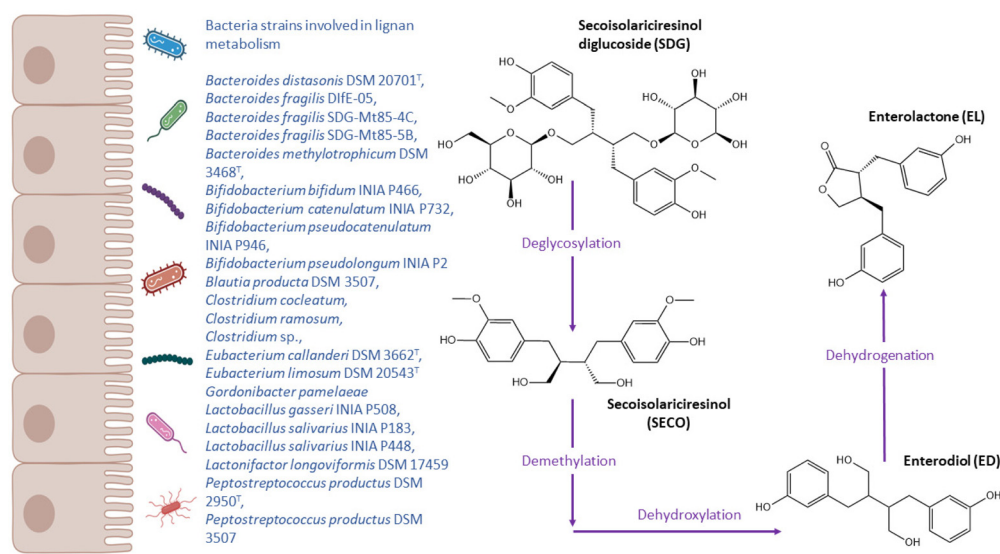 Bacteria strains involved in lignan
metabolism
Bacteroides distasonis DSM 20701ᵀ,
Bacteroides fragilis DIfE-05,
Bacteroides fragilis SDG-Mt85-4C,
Bacteroides fragilis SDG-Mt85-5B,
Bacteroides methylotrophicum DSM
3468ᵀ,
Bifidobacterium bifidum INIA P466,
Bifidobacterium catenulatum INIA P732,
Bifidobacterium pseudocatenulatum
INIA P946,
Bifidobacterium pseudolongum INIA P2
Blautia producta DSM 3507,
Clostridium cocleatum,
Clostridium ramosum,
Clostridium sp.,
Eubacterium callanderi DSM 3662ᵀ,
Eubacterium limosum DSM 20543ᵀ
Gordonibacter pamelaeae
Lactobacillus gasseri INIA P508,
Lactobacillus salivarius INIA P183,
Lactobacillus salivarius INIA P448,
Lactonifactor longoviformis DSM 17459
Peptostreptococcus productus DSM
2950ᵀ,
Peptostreptococcus productus DSM
3507
Secoisolariciresinol
diglucoside (SDG)
HO
O
OH
HO
OH
O
O
O
OH
HO
O
O
HO
OH
OH
O
OH
Deglycosylation
O
O
HO
OH
HO
OH
Secoisolariciresinol
(SECO)
Demethylation
Dehydroxylation
Enterodiol (ED)
HO
HO
OH
OH
Dehydrogenation
Enterolactone (EL)
OH
O
O
HO